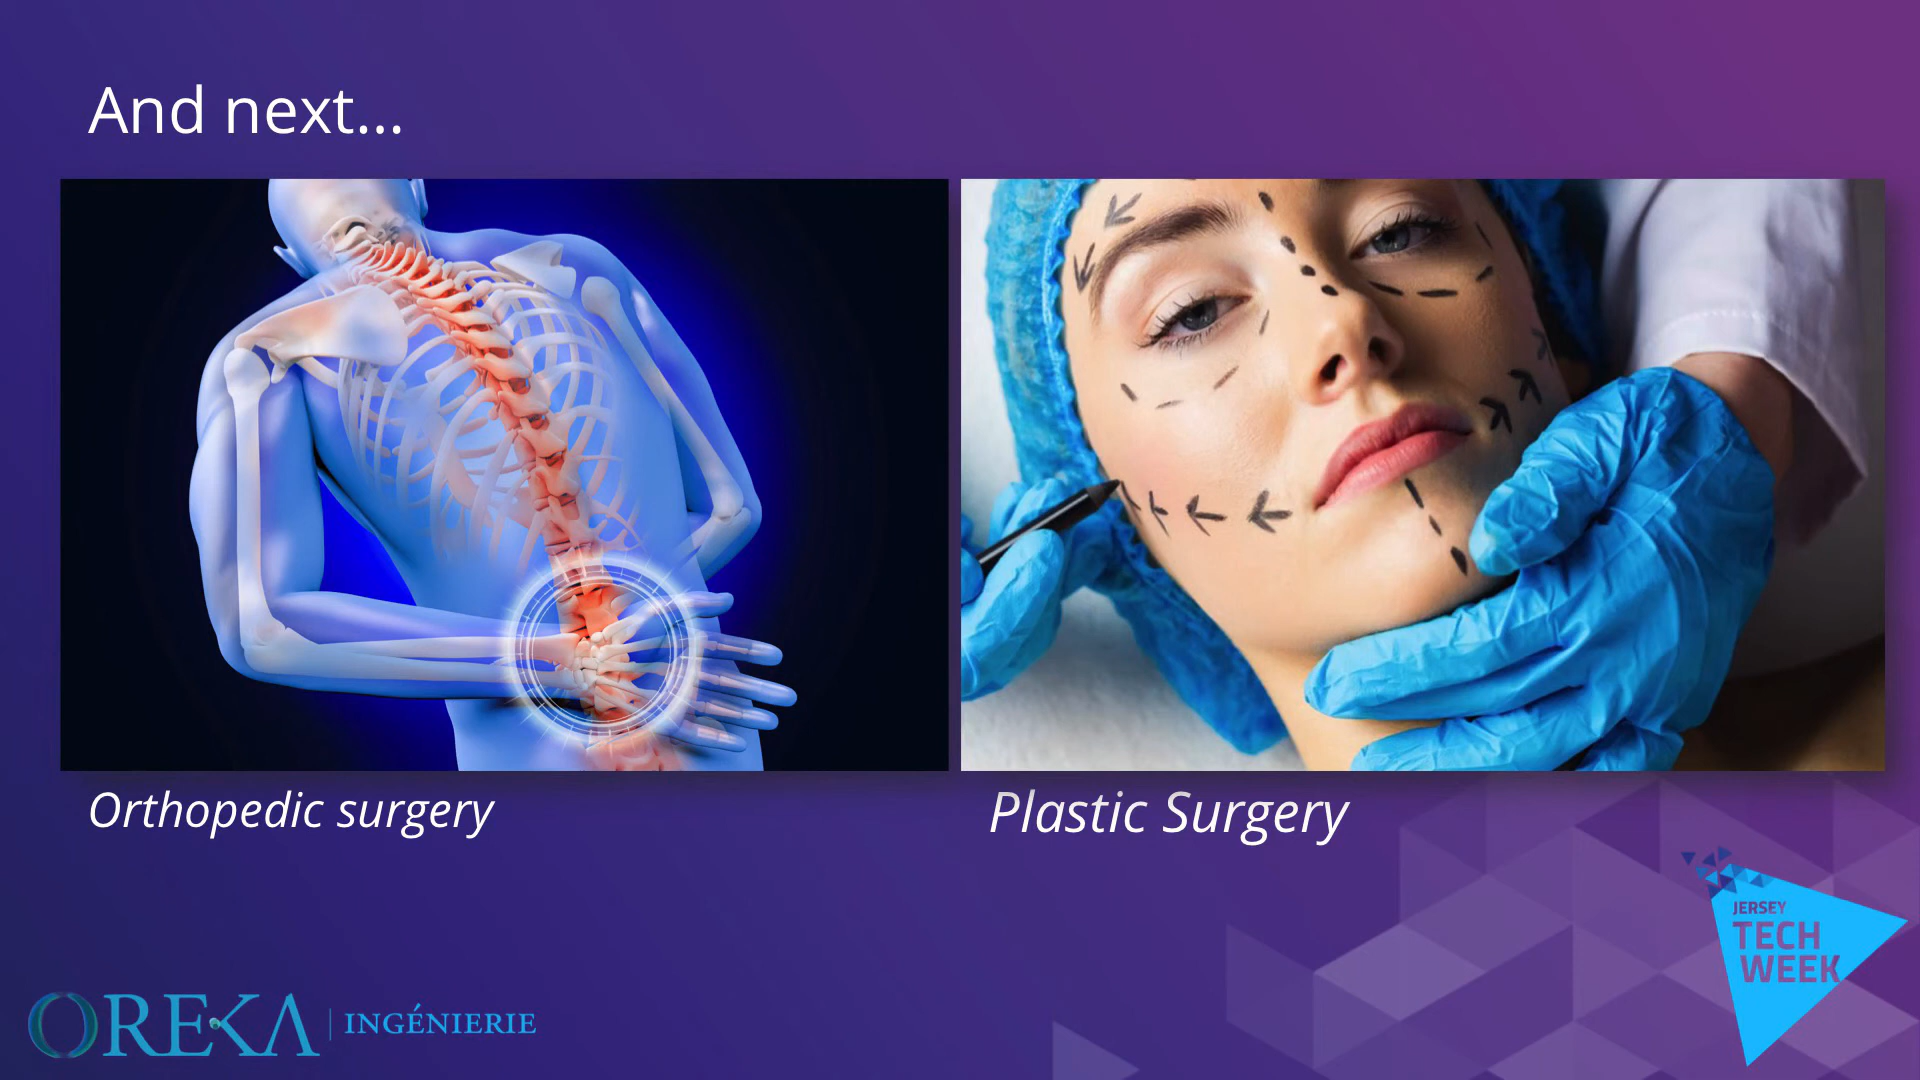 And next...
Orthopedic surgery
Plastic Surgery
JERSEY
TECH
WEEK
OREKA | INGÉNIERIE